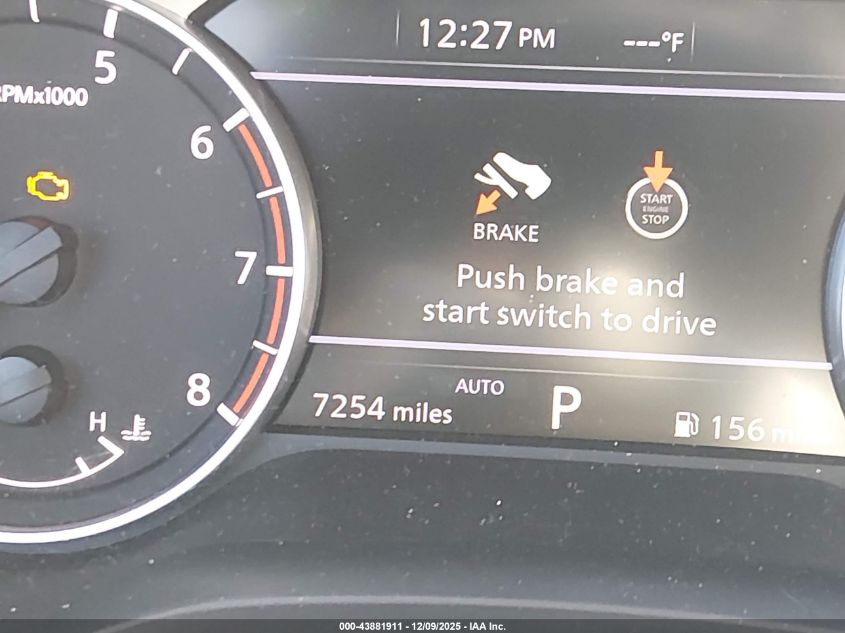 12:27 PM
---°F
5
RPMx1000
6
START
ENGINE
STOP
BRAKE
7
Push brake and
start switch to drive
8
AUTO
7254 miles
P
156
H
000-43881911 - 12/09/2025 - IAA Inc.